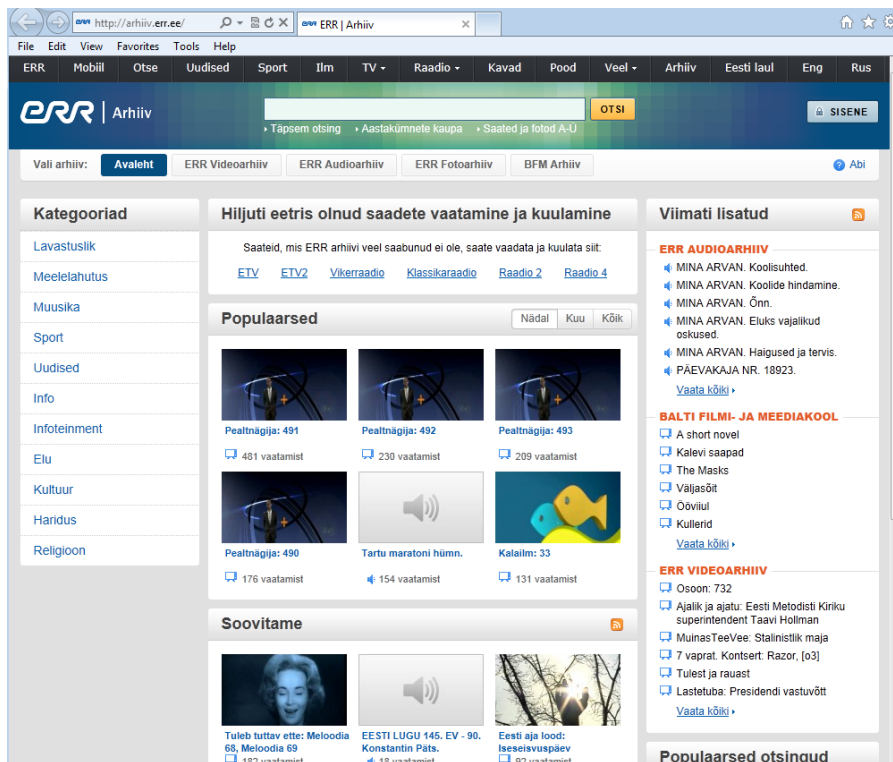 http://arhiiv.err.ee/
ERR | Arhiiv
File Edit View Favorites Tools Help
ERR Mobiil Otse Uudised Sport Ilm TV Raadio Kavad Pood Veel Arhiiv Eesti laul Eng Rus
err | Arhiiv
OTSI
SISENE
Täpsem otsing Aastakümnete kaupa Saated ja fotod A-U
Vali arhiiv: Avaleht ERR Videoarhiiv ERR Audioarhiiv ERR Fotoarhiiv BFM Arhiiv
Abi
Kategooriad
Lavastuslik
Meelelahutus
Muusika
Sport
Uudised
Info
Infoteinment
Elu
Kultuur
Haridus
Religioon
Hiljuti eetris olnud saadete vaatamine ja kuulamine
Saateid, mis ERR arhiivi veel saabunud ei ole, saate vaadata ja kuulata siit:
ETV ETV2 Vikerraadio Klassikaraadio Raadio 2 Raadio 4
Populaarsed
Nädal Kuu Kõik
Pealtnägija: 491 Pealtnägija: 492 Pealtnägija: 493
481 vaatamist 230 vaatamist 209 vaatamist
Pealtnägija: 490 Tartu maratoni hümn. Kalailm: 33
176 vaatamist 154 vaatamist 131 vaatamist
Soovitame
Tuleb tuttav ette: Meloodia EESTI LUGU 145. EV - 90. Eesti aja lood:
68, Meloodia 69 Konstantin Päts. Iseseisvuspäev
182 vaatamist 18 vaatamist 92 vaatamist
Viimati lisatud
ERR AUDIOARHIIV
MINA ARVAN. Koolisuhted.
MINA ARVAN. Koolide hindamine.
MINA ARVAN. Õnn.
MINA ARVAN. Eluks vajalikud
oskused.
MINA ARVAN. Haigused ja tervis.
PÄEVAKAJA NR. 18923.
Vaata kõiki
BALTI FILMI- JA MEEDIAKOOL
A short novel
Kalevi saapad
The Masks
Väljasõit
Ööviiul
Kullerid
Vaata kõiki
ERR VIDEOARHIIV
Osoon: 732
Ajalik ja ajatu: Eesti Metodisti Kiriku
superintendent Taavi Hollman
MuinasTeeVee: Stalinistlik maja
7 vaprat. Kontsert: Razor, [o3]
Tulest ja rauast
Lastetuba: Presidendi vastuvõtt
Vaata kõiki
Populaarsed otsingud